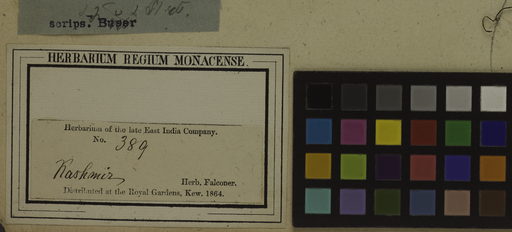 scrips. Buser
HERBARIUM REGIUM MONACENSE.
Herbarium of the late East India Company.
No. 389
Kashmir
Herb. Falconer.
Distributed at the Royal Gardens, Kew. 1864.